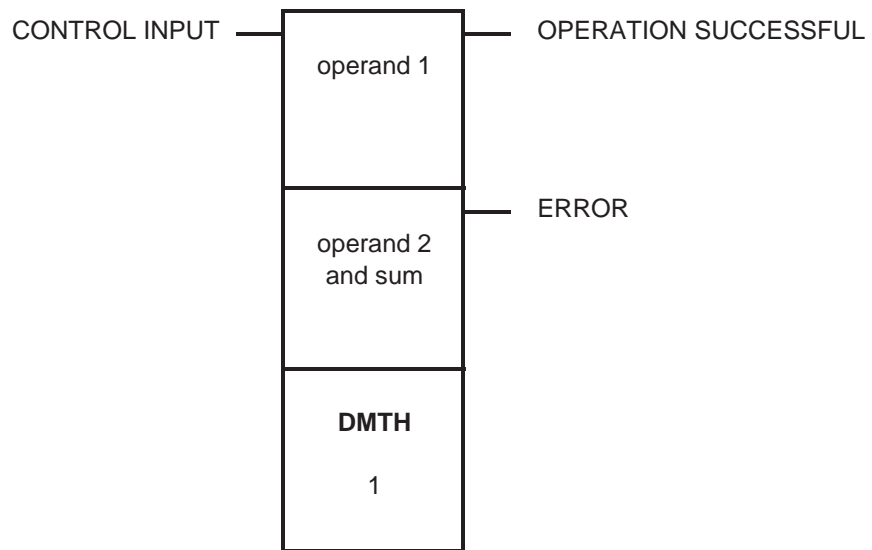 CONTROL INPUT
OPERATION SUCCESSFUL
operand 1
ERROR
operand 2
and sum
DMTH
1